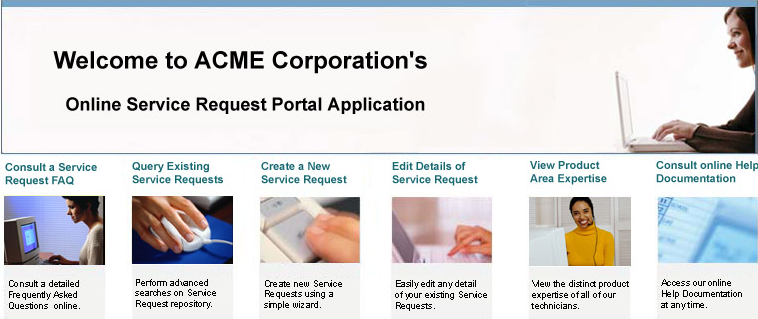 Welcome to ACME Corporation's
Online Service Request Portal Application
Consult a Service
Request FAQ
Query Existing
Service Requests
Create a New
Service Request
Edit Details of
Service Request
View Product
Area Expertise
Consult online Help
Documentation
Consult a detailed
Frequently Asked
Questions online.
Perform advanced
searches on Service
Request repository.
Create new Service
Requests using a
simple wizard.
Easily edit any detail
of your existing Service
Requests.
View the distinct product
expertise of all of our
technicians.
Access our online
Help Documentation
at any time.